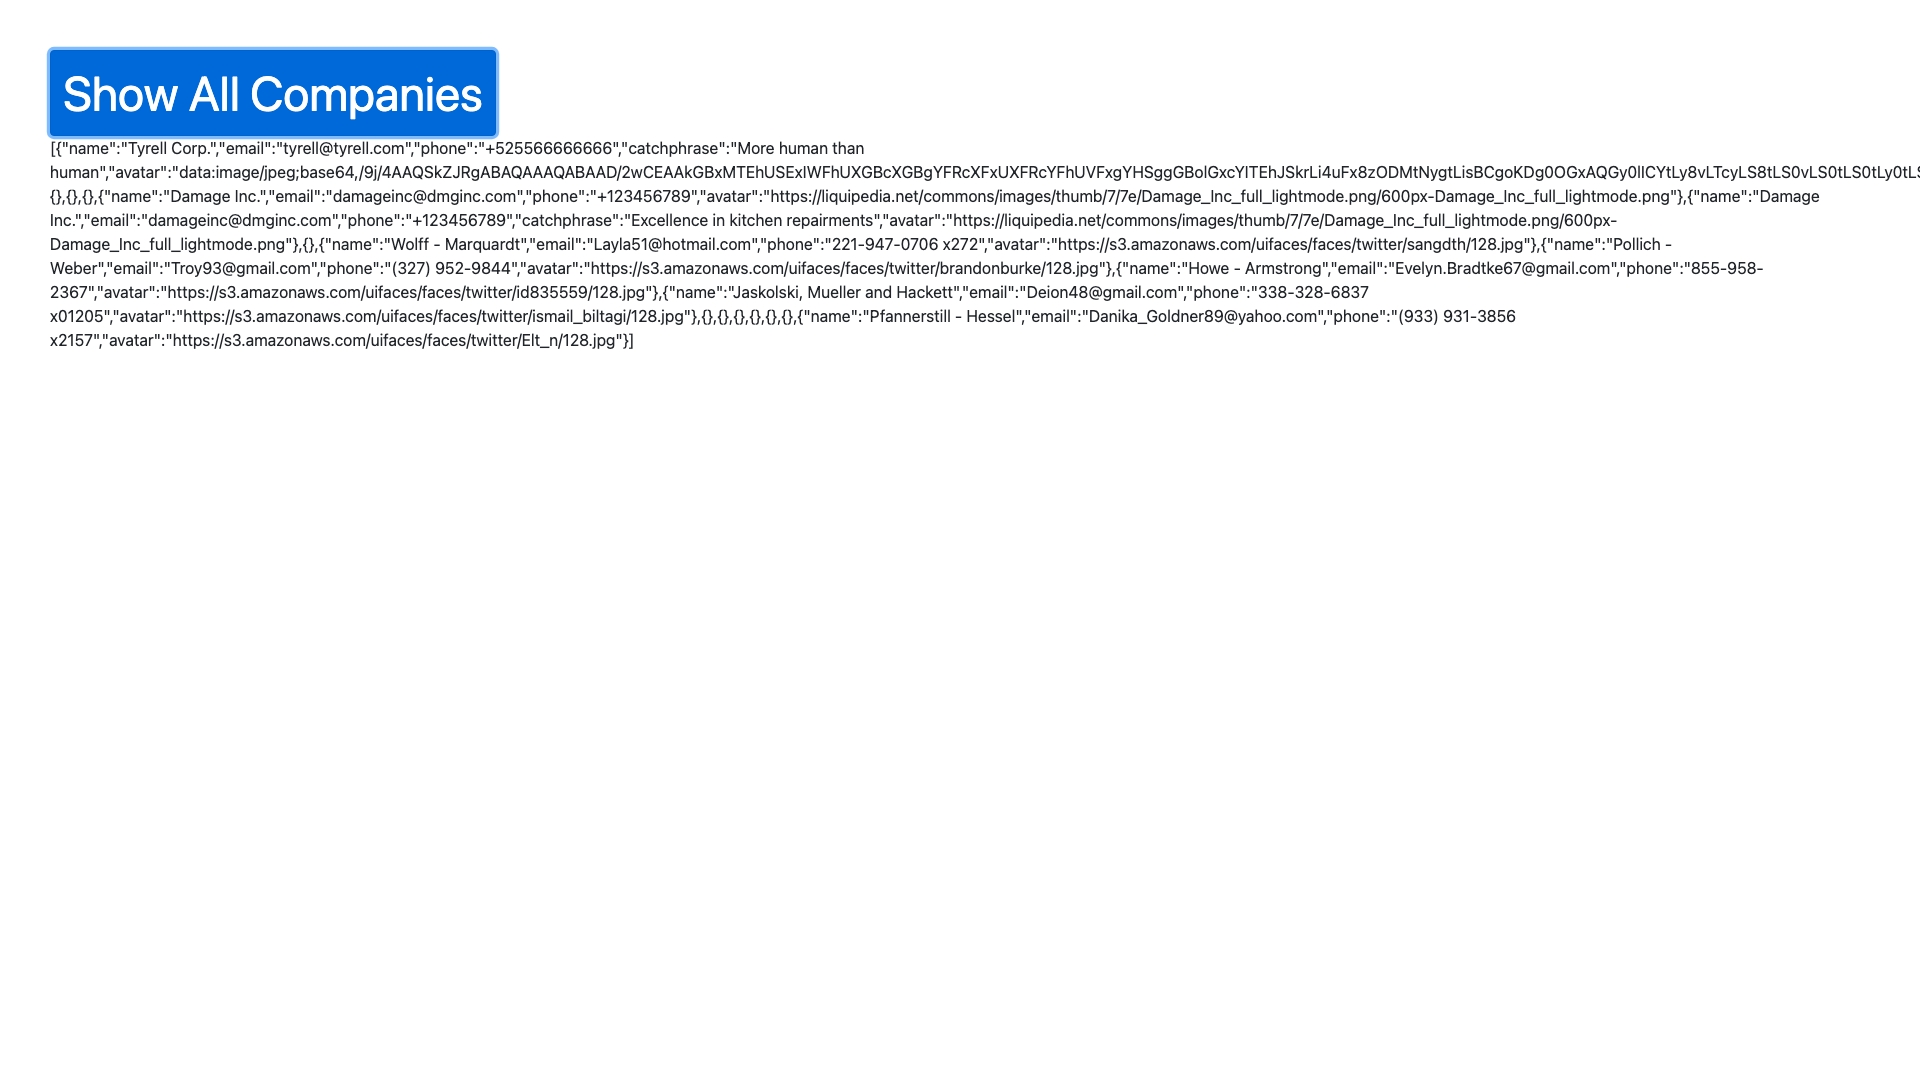 Show All Companies
[{"name":"Tyrell Corp.","email":"tyrell@tyrell.com","phone":"+525566666666","catchphrase":"More human than
human","avatar":"data:image/jpeg;base64,/9j/4AAQSkZJRgABAQAAAQABAAD/2wCEAAkGBxMTEhUSExIWFhUXGBcXGBgYFRcXFxUXFRcYFhUVFxgYHSggGBolGxcYITEhJSkrLi4uFx8zODMtNygtLisBCgoKDg0OGxAQGy0lICYtLy8vLTcyLS8tLS0vLS0tLS0tLy0tLS
{},{},{},{"name":"Damage Inc.","email":"damageinc@dmginc.com","phone":"+123456789","avatar":"https://liquipedia.net/commons/images/thumb/7/7e/Damage_Inc_full_lightmode.png/600px-Damage_Inc_full_lightmode.png"},{"name":"Damage
Inc.","email":"damageinc@dmginc.com","phone":"+123456789","catchphrase":"Excellence in kitchen repairments","avatar":"https://liquipedia.net/commons/images/thumb/7/7e/Damage_Inc_full_lightmode.png/600px-
Damage_Inc_full_lightmode.png"},{},{"name":"Wolff - Marquardt","email":"Layla51@hotmail.com","phone":"221-947-0706 x272","avatar":"https://s3.amazonaws.com/uifaces/faces/twitter/sangdth/128.jpg"},{"name":"Pollich -
Weber","email":"Troy93@gmail.com","phone":"(327) 952-9844","avatar":"https://s3.amazonaws.com/uifaces/faces/twitter/brandonburke/128.jpg"},{"name":"Howe - Armstrong","email":"Evelyn.Bradtke67@gmail.com","phone":"855-958-
2367","avatar":"https://s3.amazonaws.com/uifaces/faces/twitter/id835559/128.jpg"},{"name":"Jaskolski, Mueller and Hackett","email":"Deion48@gmail.com","phone":"338-328-6837
x01205","avatar":"https://s3.amazonaws.com/uifaces/faces/twitter/ismail_biltagi/128.jpg"},{},{},{},{},{},{},{"name":"Pfannerstill - Hessel","email":"Danika_Goldner89@yahoo.com","phone":"(933) 931-3856
x2157","avatar":"https://s3.amazonaws.com/uifaces/faces/twitter/Elt_n/128.jpg"}]